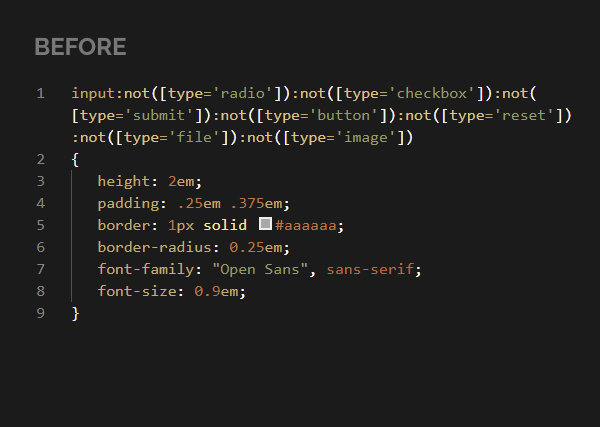 BEFORE
1 input:not([type='radio']):not([type='checkbox']):not(
[type='submit']):not([type='button']):not([type='reset'])
:not([type='file']):not([type='image'])
2 {
3 height: 2em;
4 padding: .25em .375em;
5 border: 1px solid #aaaaaa;
6 border-radius: 0.25em;
7 font-family: "Open Sans", sans-serif;
8 font-size: 0.9em;
9 }